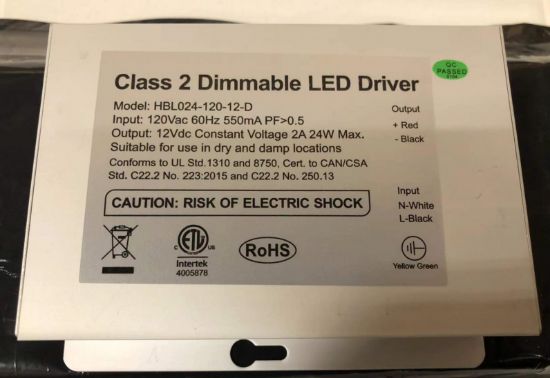 QC
PASSED
Class 2 Dimmable LED Driver
Model: HBL024-120-12-D
Input: 120Vac 60Hz 550mA PF>0.5
Output: 12Vdc Constant Voltage 2A 24W Max.
Suitable for use in dry and damp locations
Conforms to UL Std.1310 and 8750, Cert. to CAN/CSA
Std. C22.2 No. 223:2015 and C22.2 No. 250.13
CAUTION: RISK OF ELECTRIC SHOCK
C ETL US
Intertek
4005878
RoHS
Output
+ Red
- Black
Input
N-White
L-Black
Yellow Green